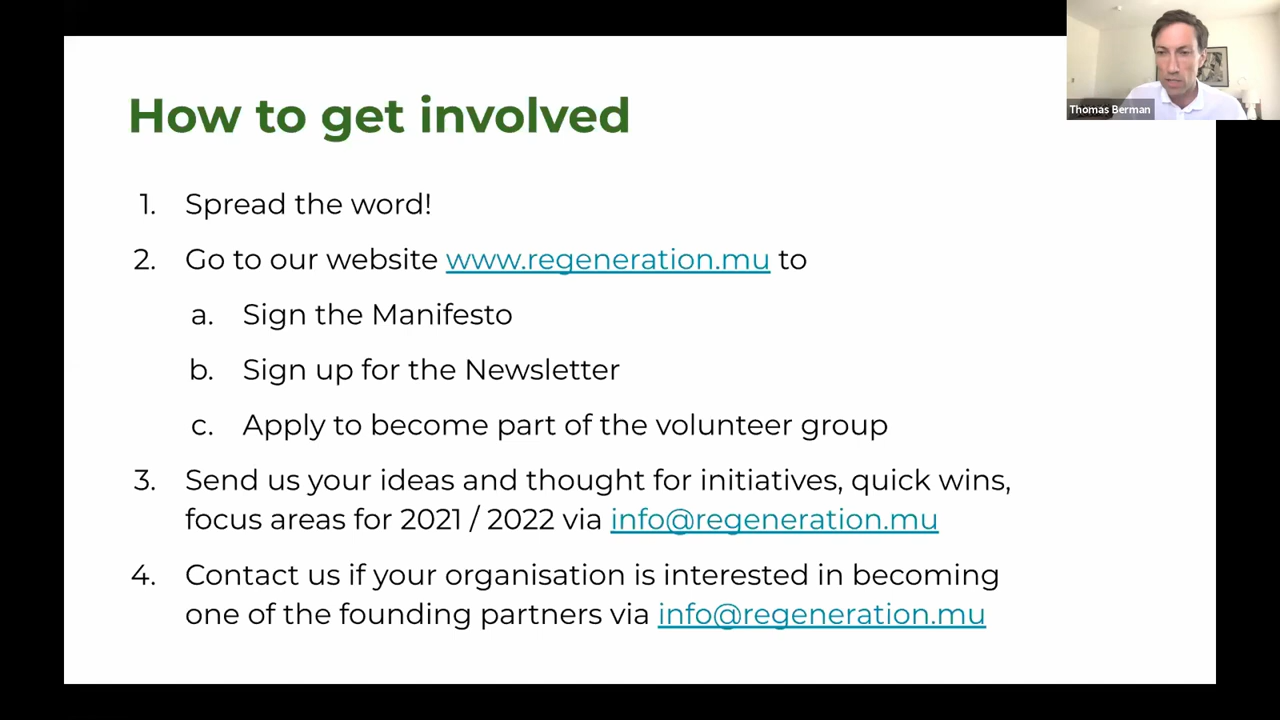 How to get involved
Thomas Berman
1. Spread the word!
2. Go to our website www.regeneration.mu to
a. Sign the Manifesto
b. Sign up for the Newsletter
c. Apply to become part of the volunteer group
3. Send us your ideas and thought for initiatives, quick wins,
focus areas for 2021 / 2022 via info@regeneration.mu
4. Contact us if your organisation is interested in becoming
one of the founding partners via info@regeneration.mu